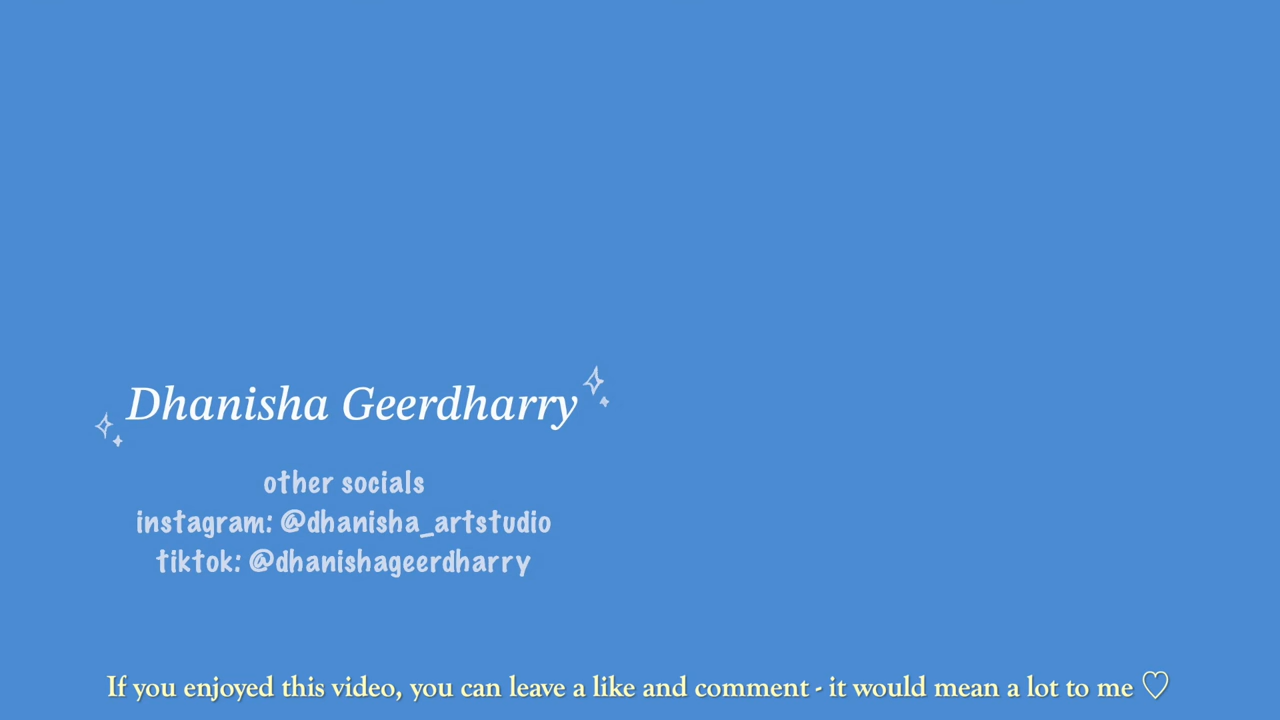 Dhanisha Geerdharry
other socials
instagram: @dhanisha_artstudio
tiktok: @dhanishageerdharry
If you enjoyed this video, you can leave a like and comment - it would mean a lot to me ♡